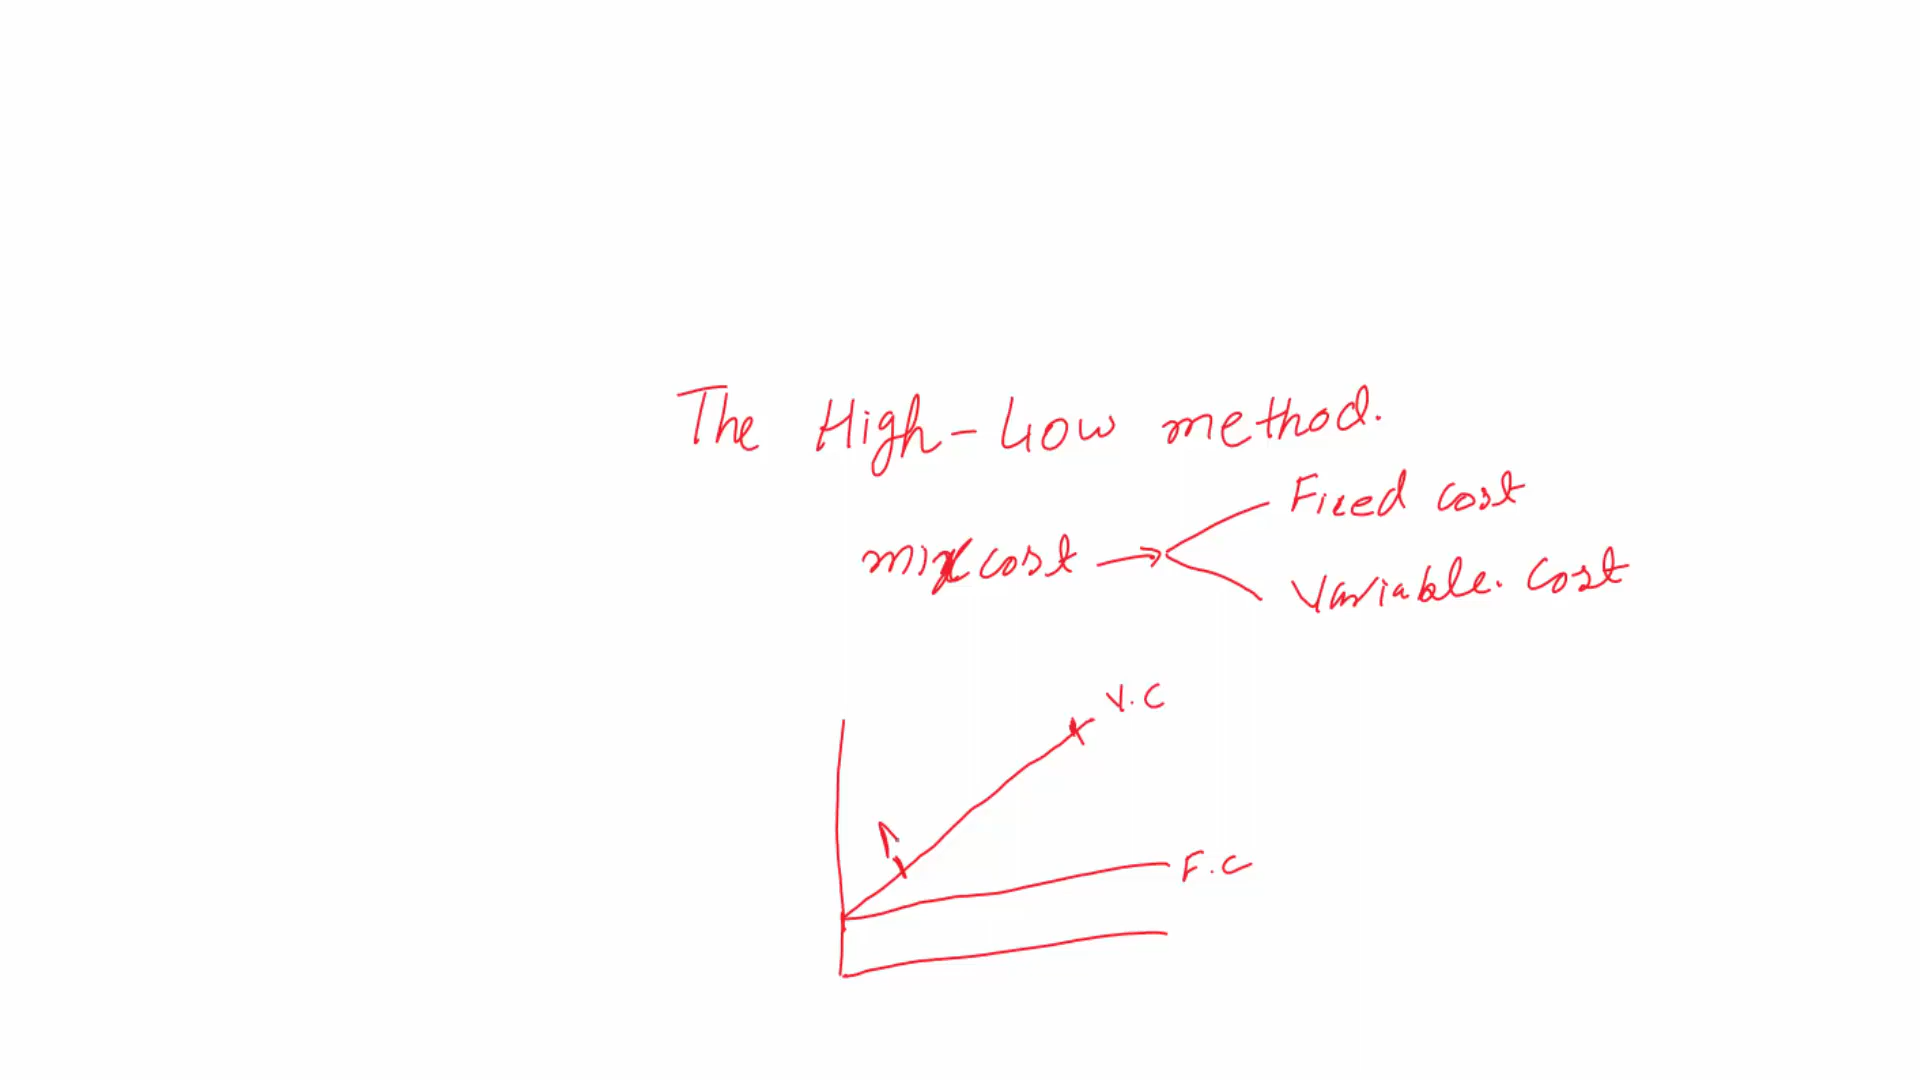 The High-Low method.
mix cost → Fixed cost
Variable. Cost
V.C
F.C